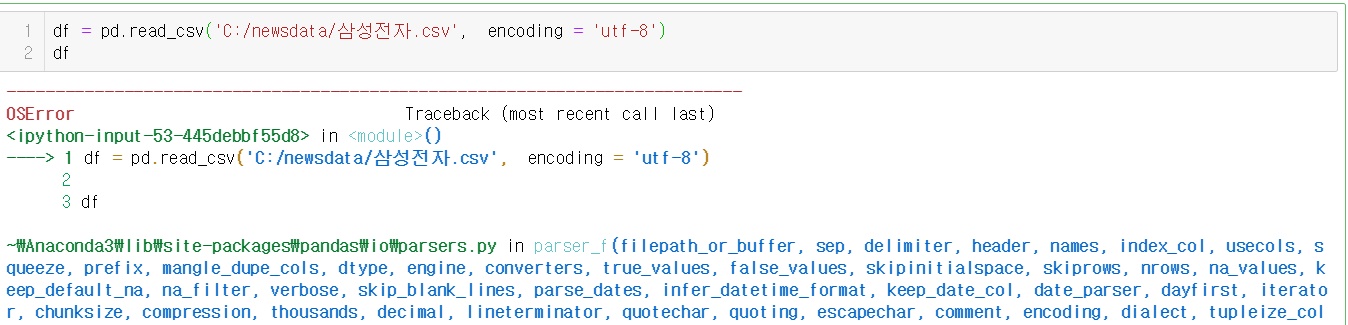 1 df = pd.read_csv('C:/newsdata/삼성전자.csv', encoding = 'utf-8')
2 df
---------------------------------------------------------------------------
OSError Traceback (most recent call last)
<ipython-input-53-445debbf55d8> in <module>()
----> 1 df = pd.read_csv('C:/newsdata/삼성전자.csv', encoding = 'utf-8')
2
3 df
~₩Anaconda3₩lib₩site-packages₩pandas₩io₩parsers.py in parser_f(filepath_or_buffer, sep, delimiter, header, names, index_col, usecols, s
queeze, prefix, mangle_dupe_cols, dtype, engine, converters, true_values, false_values, skipinitialspace, skiprows, nrows, na_values, k
eep_default_na, na_filter, verbose, skip_blank_lines, parse_dates, infer_datetime_format, keep_date_col, date_parser, dayfirst, iterato
r, chunksize, compression, thousands, decimal, lineterminator, quotechar, quoting, escapechar, comment, encoding, dialect, tupleize_col